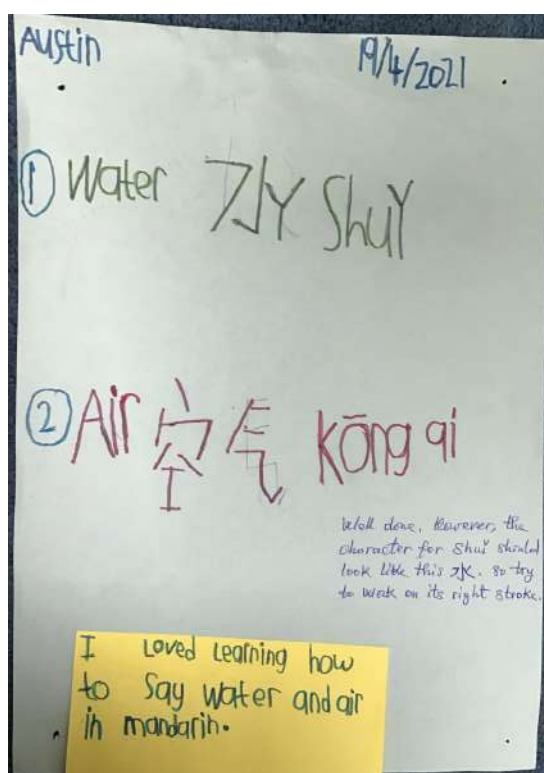 Austin
19/4/2021
① Water 水 ShuY
② Air 空气 kōng qi
Well done. However, the
character for Shuǐ should
look like this 水. So try
to work on its right stroke.
I Loved Learning how
to Say water and air
in mandarin.